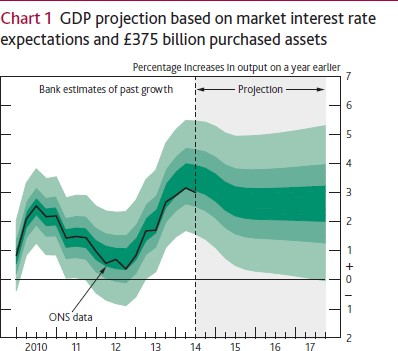 Chart 1 GDP projection based on market interest rate
expectations and £375 billion purchased assets
Percentage increases in output on a year earlier
Bank estimates of past growth
Projection
ONS data
7
6
5
4
3
2
1
+
0
–
1
2
2010 11 12 13 14 15 16 17